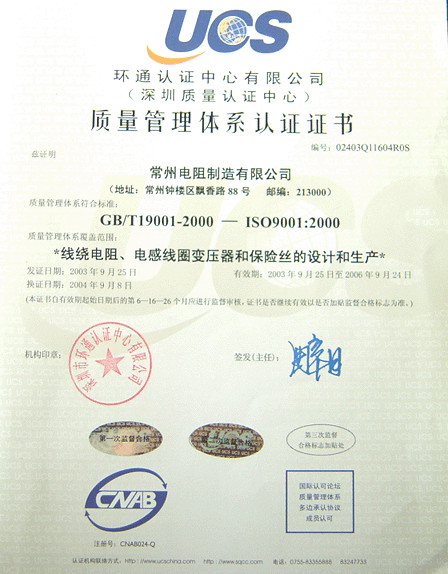 UCS
环通认证中心有限公司
（深圳质量认证中心）
质量管理体系认证证书
编号：02403Q11604R0S
兹证明
常州电阻制造有限公司
（地址：常州钟楼区飘香路88号 邮编：213000）
质量管理体系符合标准：
GB/T19001-2000 — ISO9001:2000
质量管理体系覆盖范围：
*线绕电阻、电感线圈变压器和保险丝的设计和生产*
发证日期：2003年9月25日 有效期：2003年9月25日至2006年9月24日
换证日期：2004年9月8日
(本证书自有效期起始日期后的第6-16-26个月应进行监督审核。证书是否继续有效以是否加贴监督合格标志为准。)
机构印章：
深圳市环通认证中心有限公司
签发(主任)：
第一次监督合格
第三次监督
合格标志加贴处
CNAB
国际认可论坛
质量管理体系
多边承认协议
成员认可
注册号：CNAB024-Q
认证机构联络方式：Http://www.ucschina.com http://www.sqcc.com 电话：0755-83355888 83247733